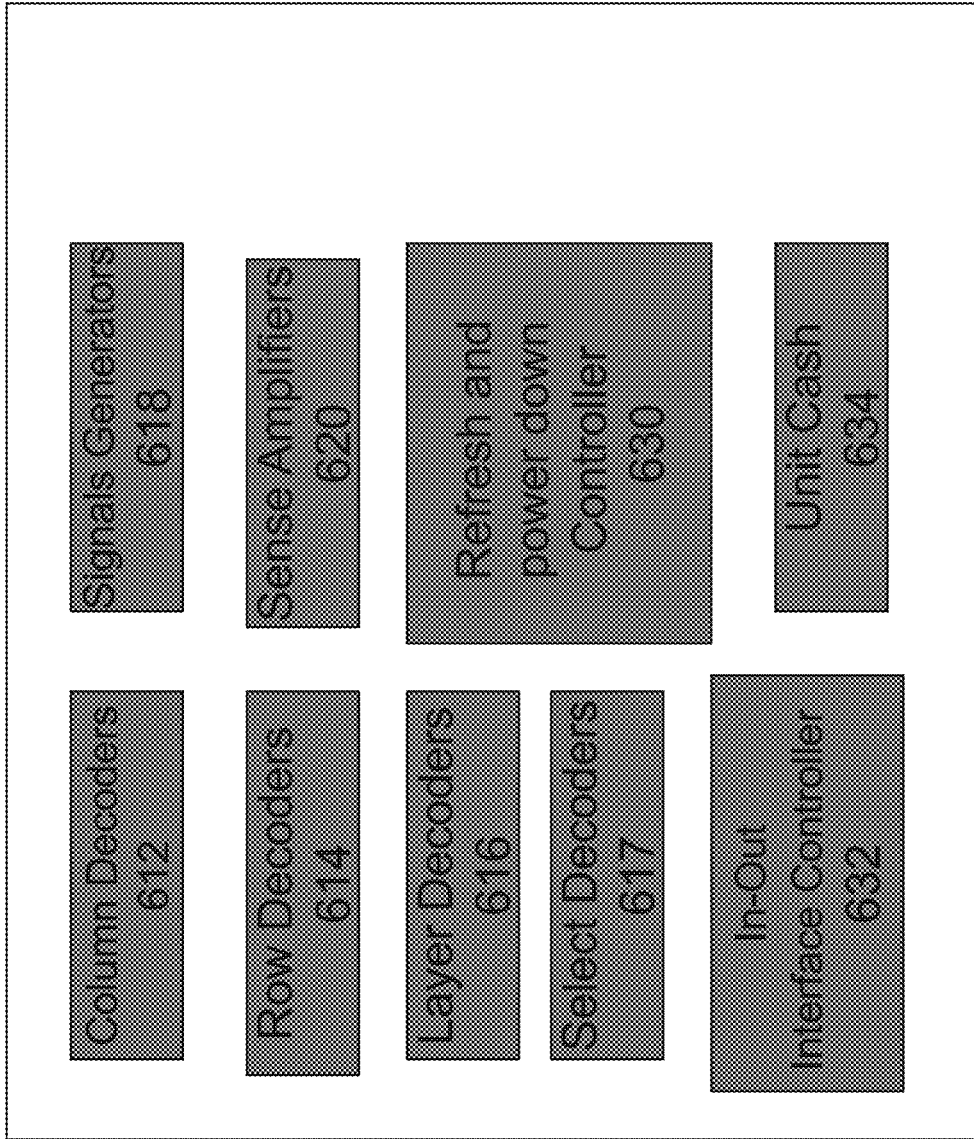 Column Decoders
612
Signals Generators
618
Row Decoders
614
Sense Amplifiers
620
Layer Decoders
616
Select Decoders
617
Refresh and
power down
Controller
630
In-Out
Interface Controller
632
Unit Cash
634